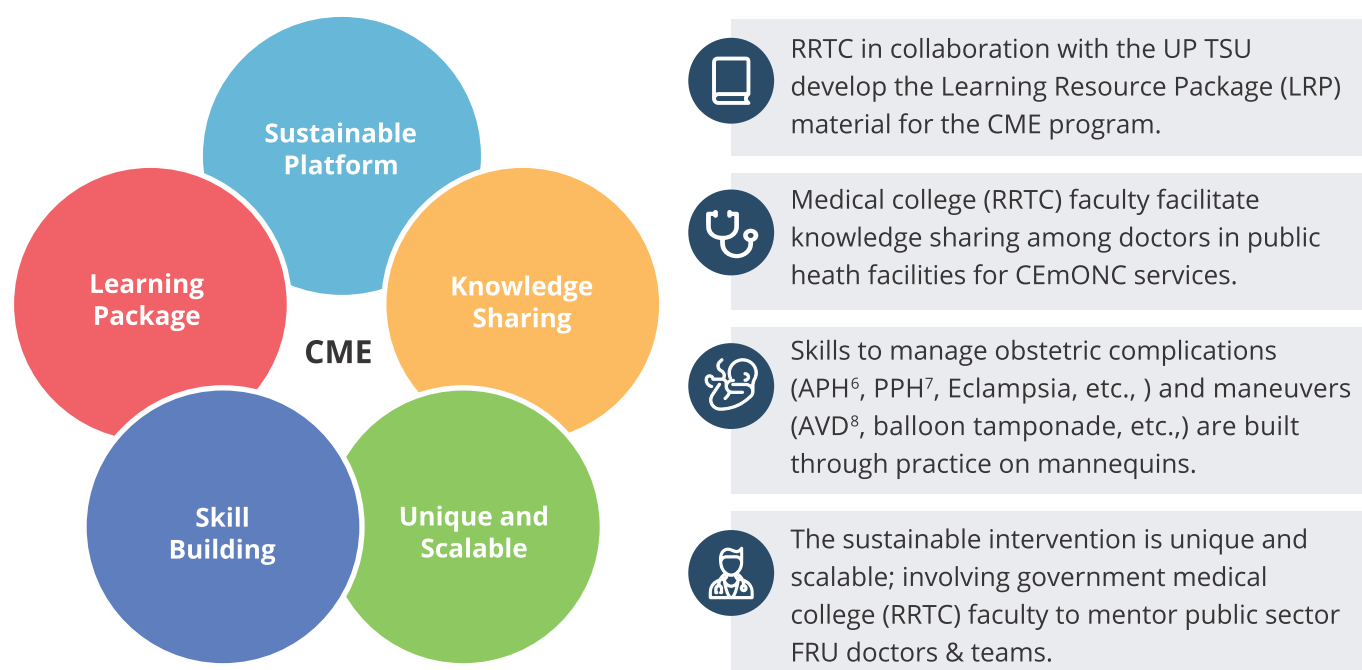 Sustainable
Platform
Learning
Package
Knowledge
Sharing
CME
Skill
Building
Unique and
Scalable
RRTC in collaboration with the UP TSU
develop the Learning Resource Package (LRP)
material for the CME program.
Medical college (RRTC) faculty facilitate
knowledge sharing among doctors in public
heath facilities for CEmONC services.
Skills to manage obstetric complications
(APH⁶, PPH⁷, Eclampsia, etc., ) and maneuvers
(AVD⁸, balloon tamponade, etc.,) are built
through practice on mannequins.
The sustainable intervention is unique and
scalable; involving government medical
college (RRTC) faculty to mentor public sector
FRU doctors & teams.